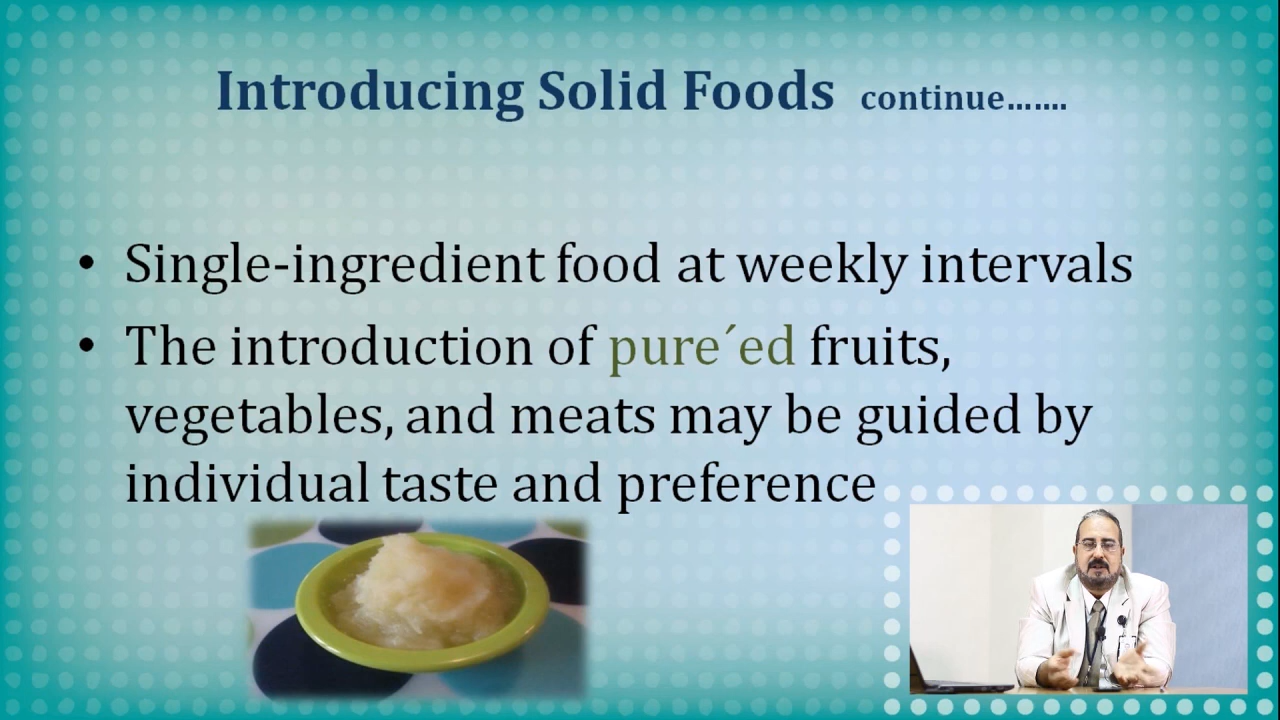 Introducing Solid Foods continue.......
• Single-ingredient food at weekly intervals
• The introduction of pure´ed fruits,
vegetables, and meats may be guided by
individual taste and preference